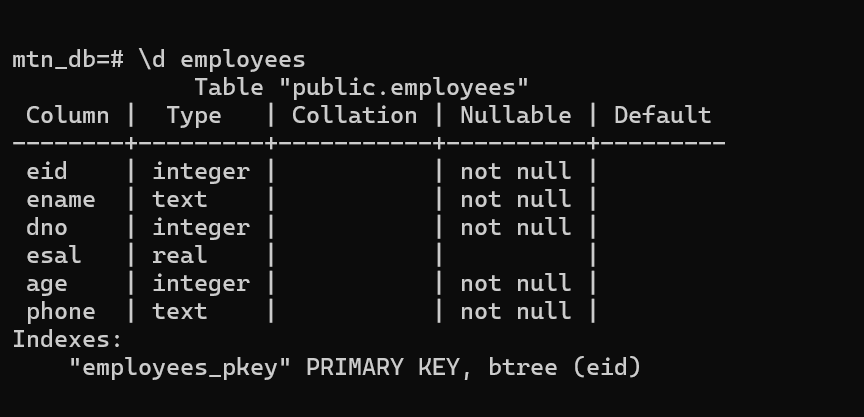 mtn_db=# \d employees
             Table "public.employees"
 Column |  Type   | Collation | Nullable | Default
--------+---------+-----------+----------+---------
 eid    | integer |           | not null |
 ename  | text    |           | not null |
 dno    | integer |           | not null |
 esal   | real    |           |          |
 age    | integer |           | not null |
 phone  | text    |           | not null |
Indexes:
    "employees_pkey" PRIMARY KEY, btree (eid)